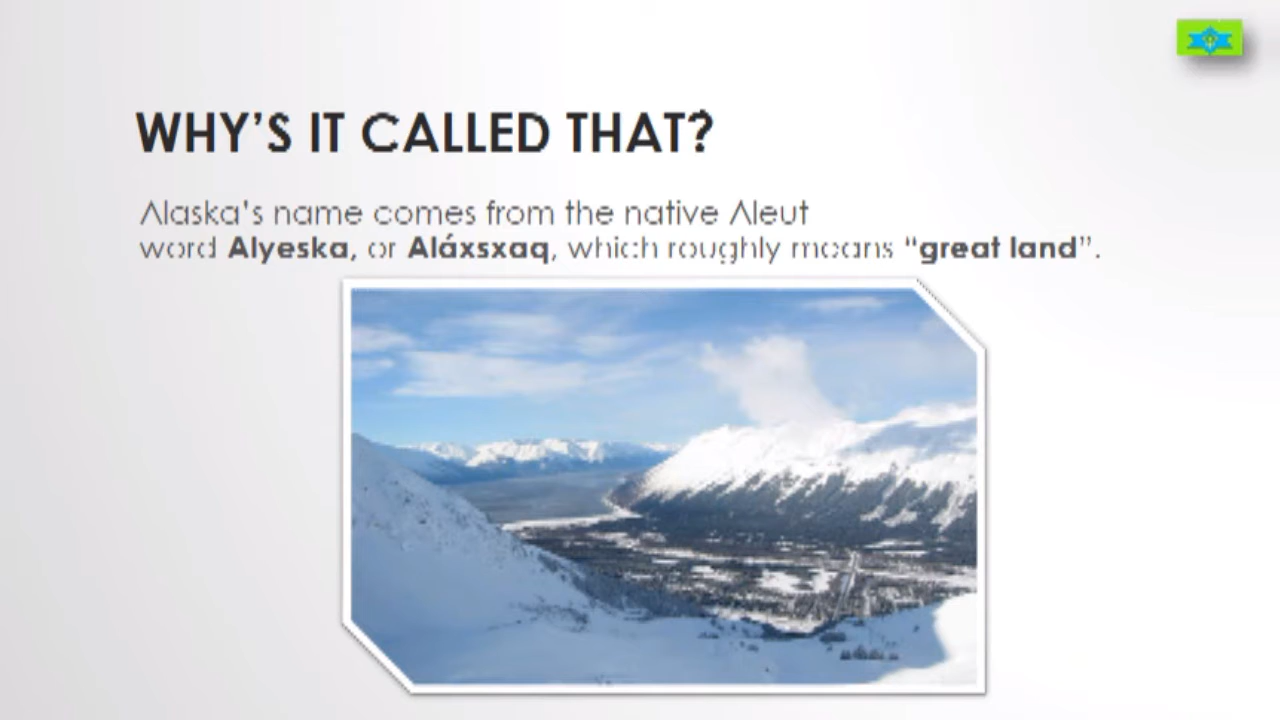 WHY’S IT CALLED THAT?
Alaska's name comes from the native Aleut
word Alyeska, or Aláxsxaq, which roughly means “great land”.